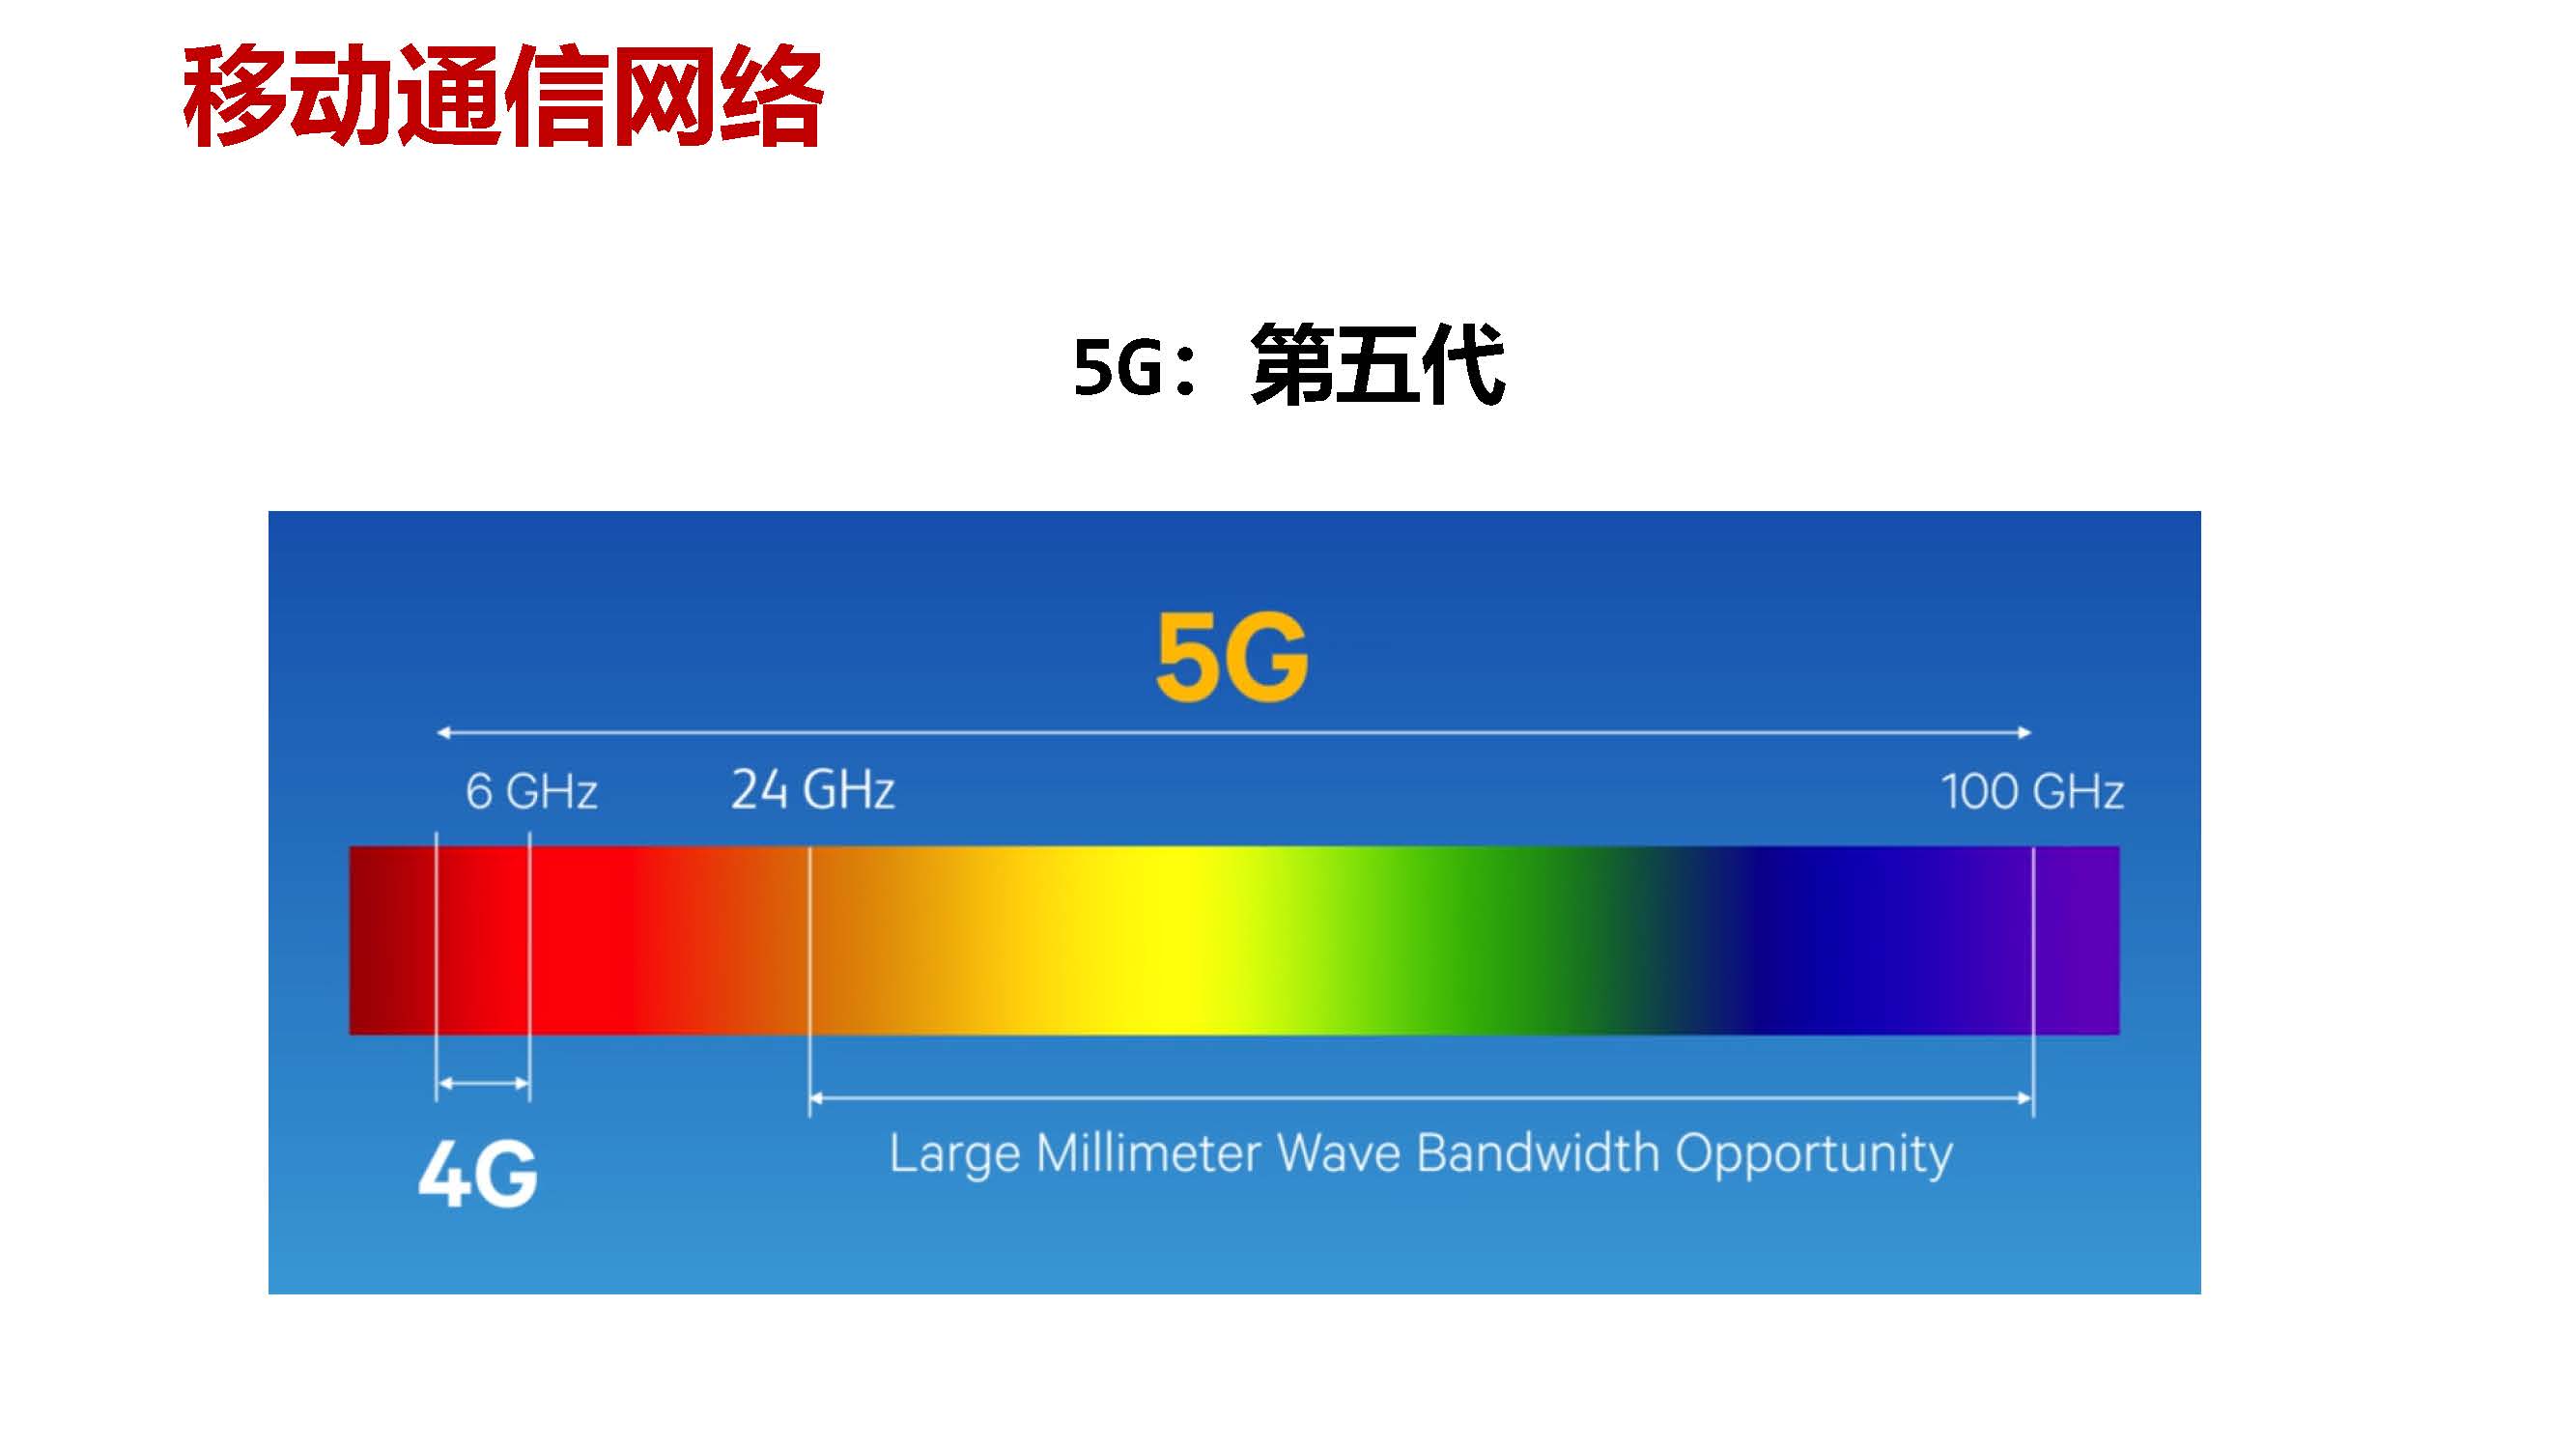 移动通信网络
5G：第五代
5G
6 GHz
24 GHz
100 GHz
4G
Large Millimeter Wave Bandwidth Opportunity